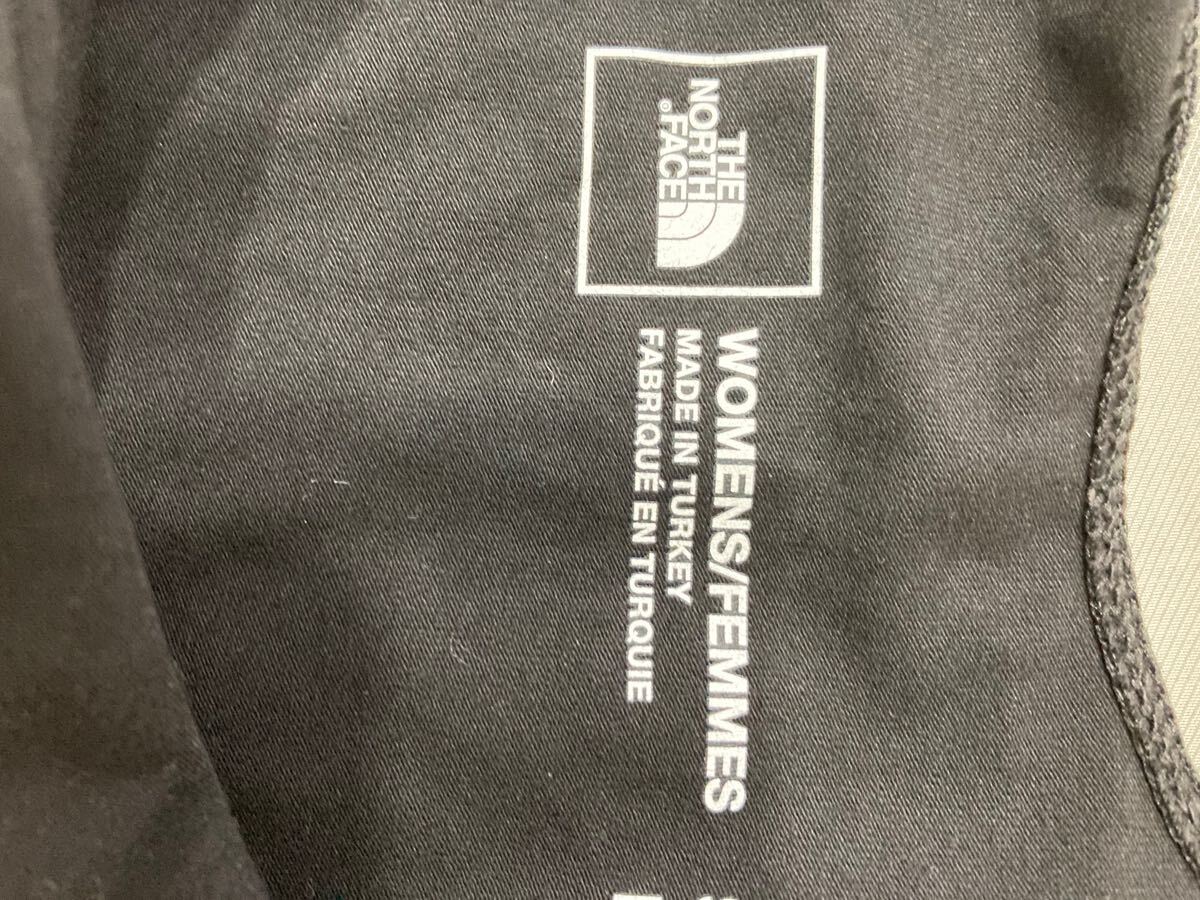 THE
NORTH
FACE®
WOMENS/FEMMES
MADE IN TURKEY
FABRIQUÉ EN TURQUIE